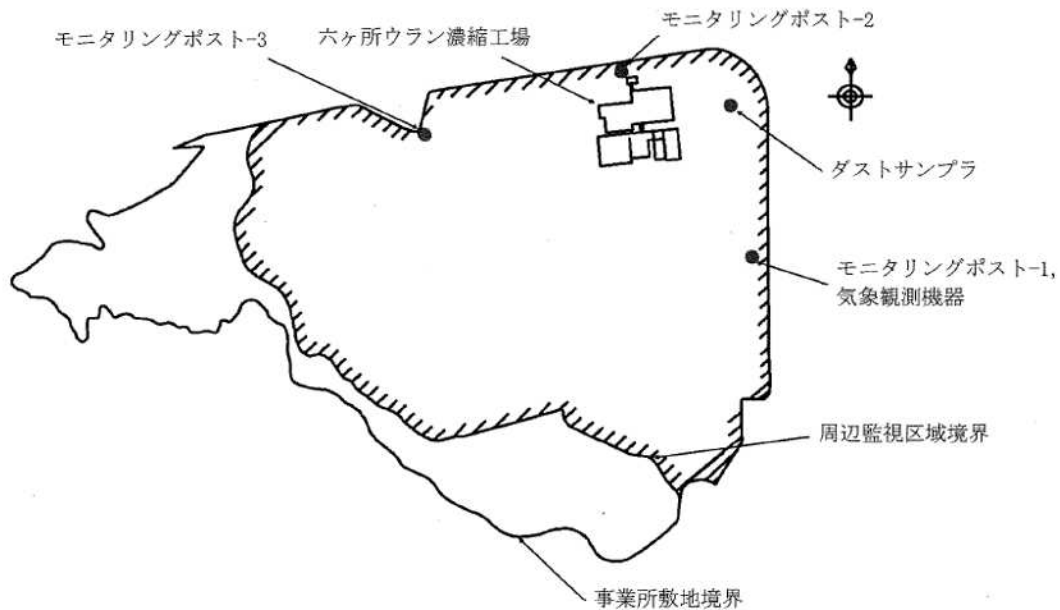 モニタリングポスト-3
六ヶ所ウラン濃縮工場
モニタリングポスト-2
ダストサンプラ
モニタリングポスト-1,
気象観測機器
周辺監視区域境界
事業所敷地境界